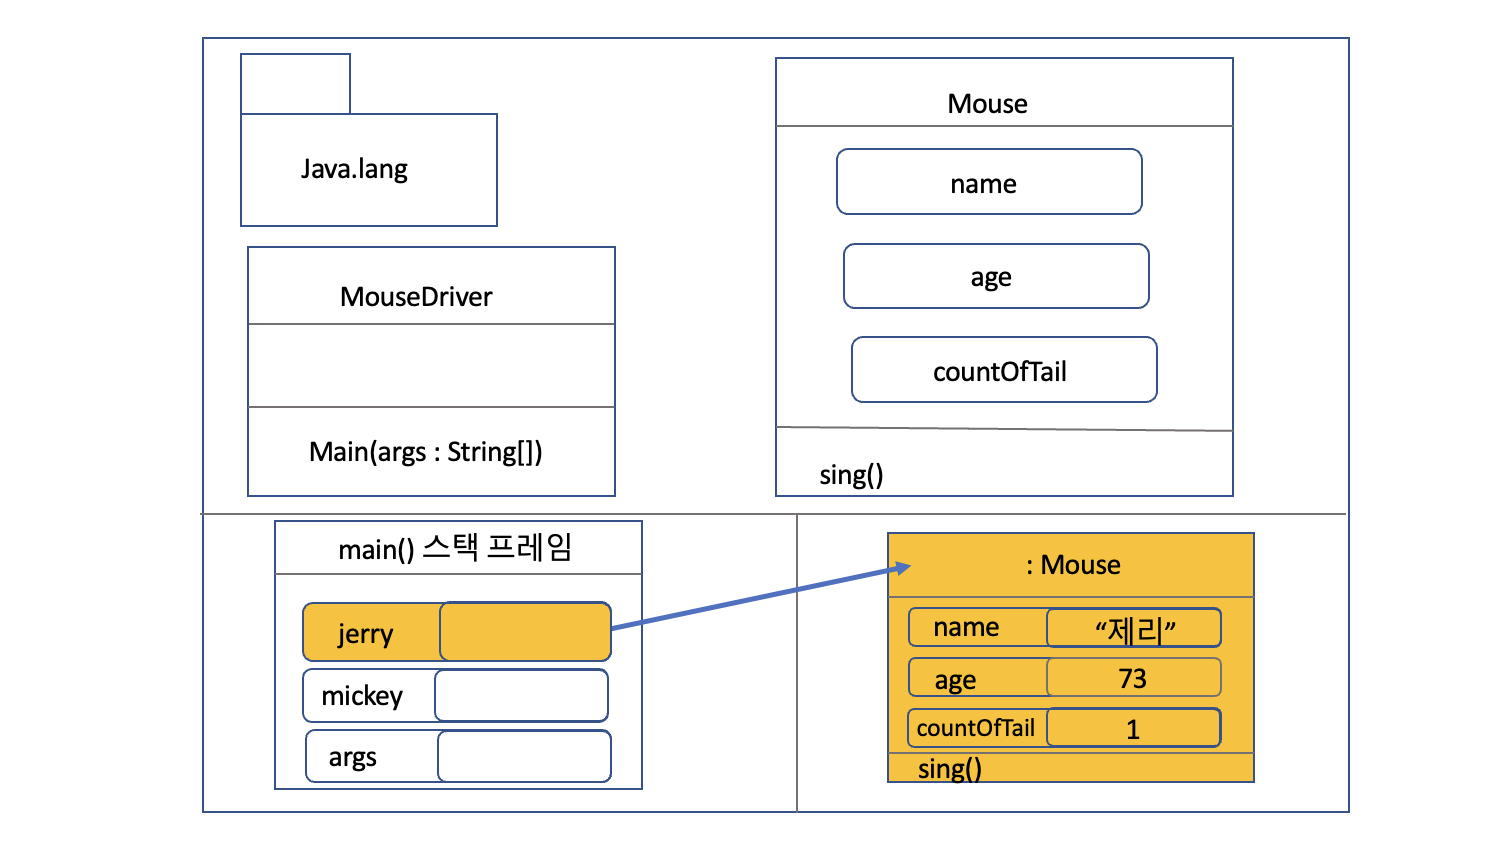 Java.lang
MouseDriver
Main(args : String[])
Mouse
name
age
countOfTail
sing()
main() 스택 프레임
jerry
mickey
args
: Mouse
name “제리”
age 73
countOfTail 1
sing()